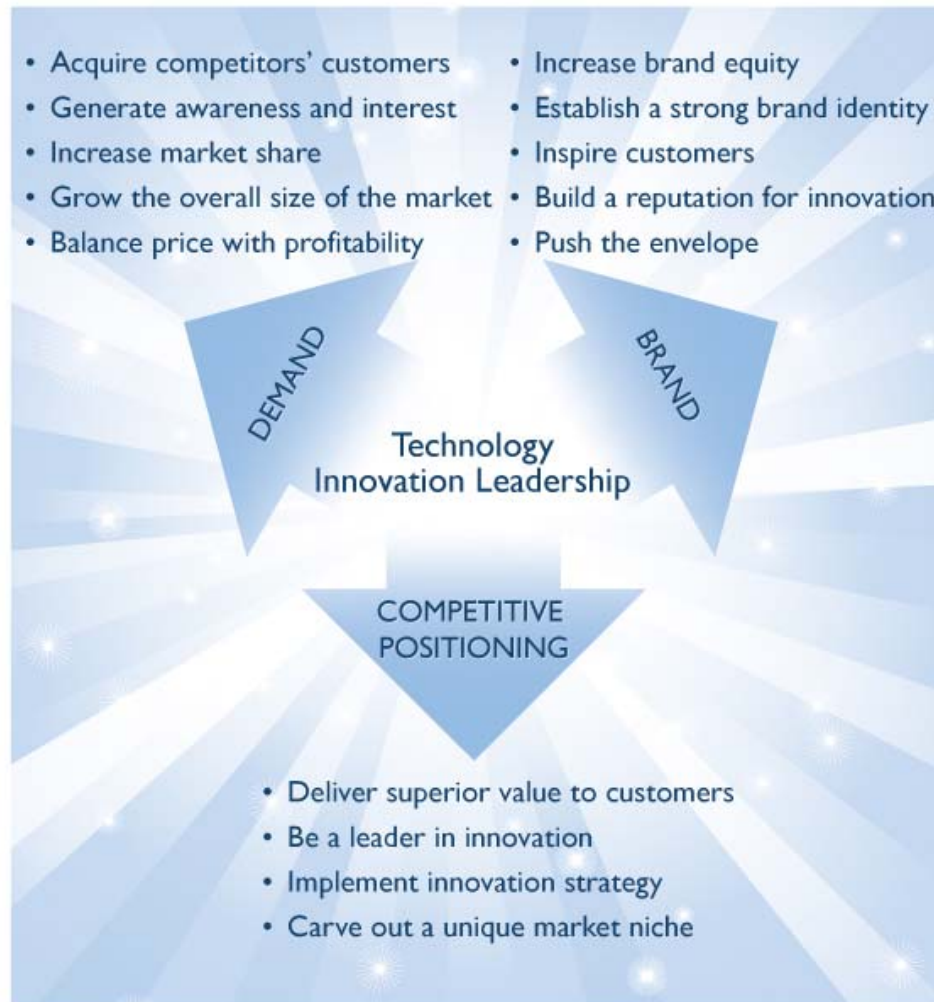 • Acquire competitors’ customers
• Generate awareness and interest
• Increase market share
• Grow the overall size of the market
• Balance price with profitability
• Increase brand equity
• Establish a strong brand identity
• Inspire customers
• Build a reputation for innovation
• Push the envelope
DEMAND
BRAND
Technology
Innovation Leadership
COMPETITIVE
POSITIONING
• Deliver superior value to customers
• Be a leader in innovation
• Implement innovation strategy
• Carve out a unique market niche